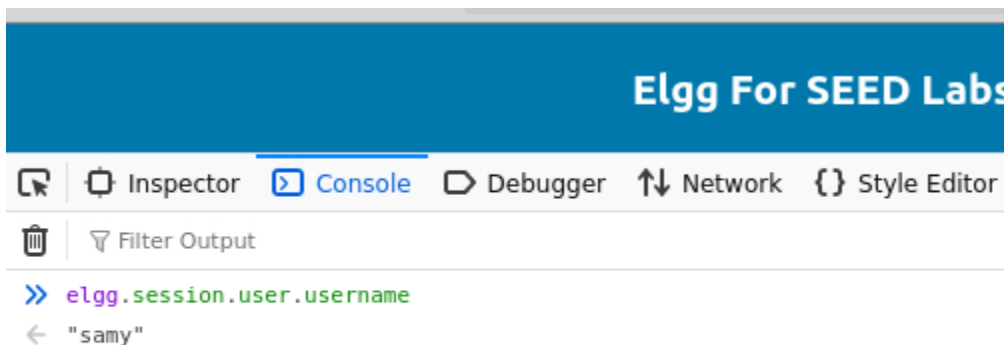 Elgg For SEED Labs
Inspector Console Debugger Network {} Style Editor
Filter Output
» elgg.session.user.username
← "samy"